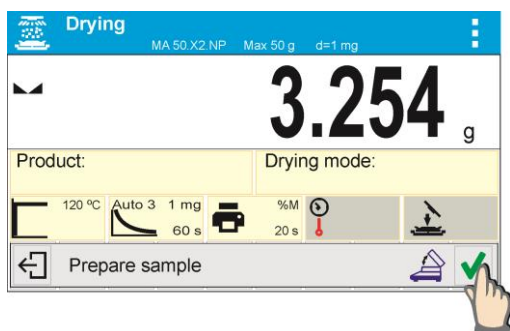 Drying
MA 50.X2.NP Max 50 g d=1 mg
3.254 g
Product: Drying mode:
120 ºC Auto 3 1 mg %M
60 s 20 s
Prepare sample